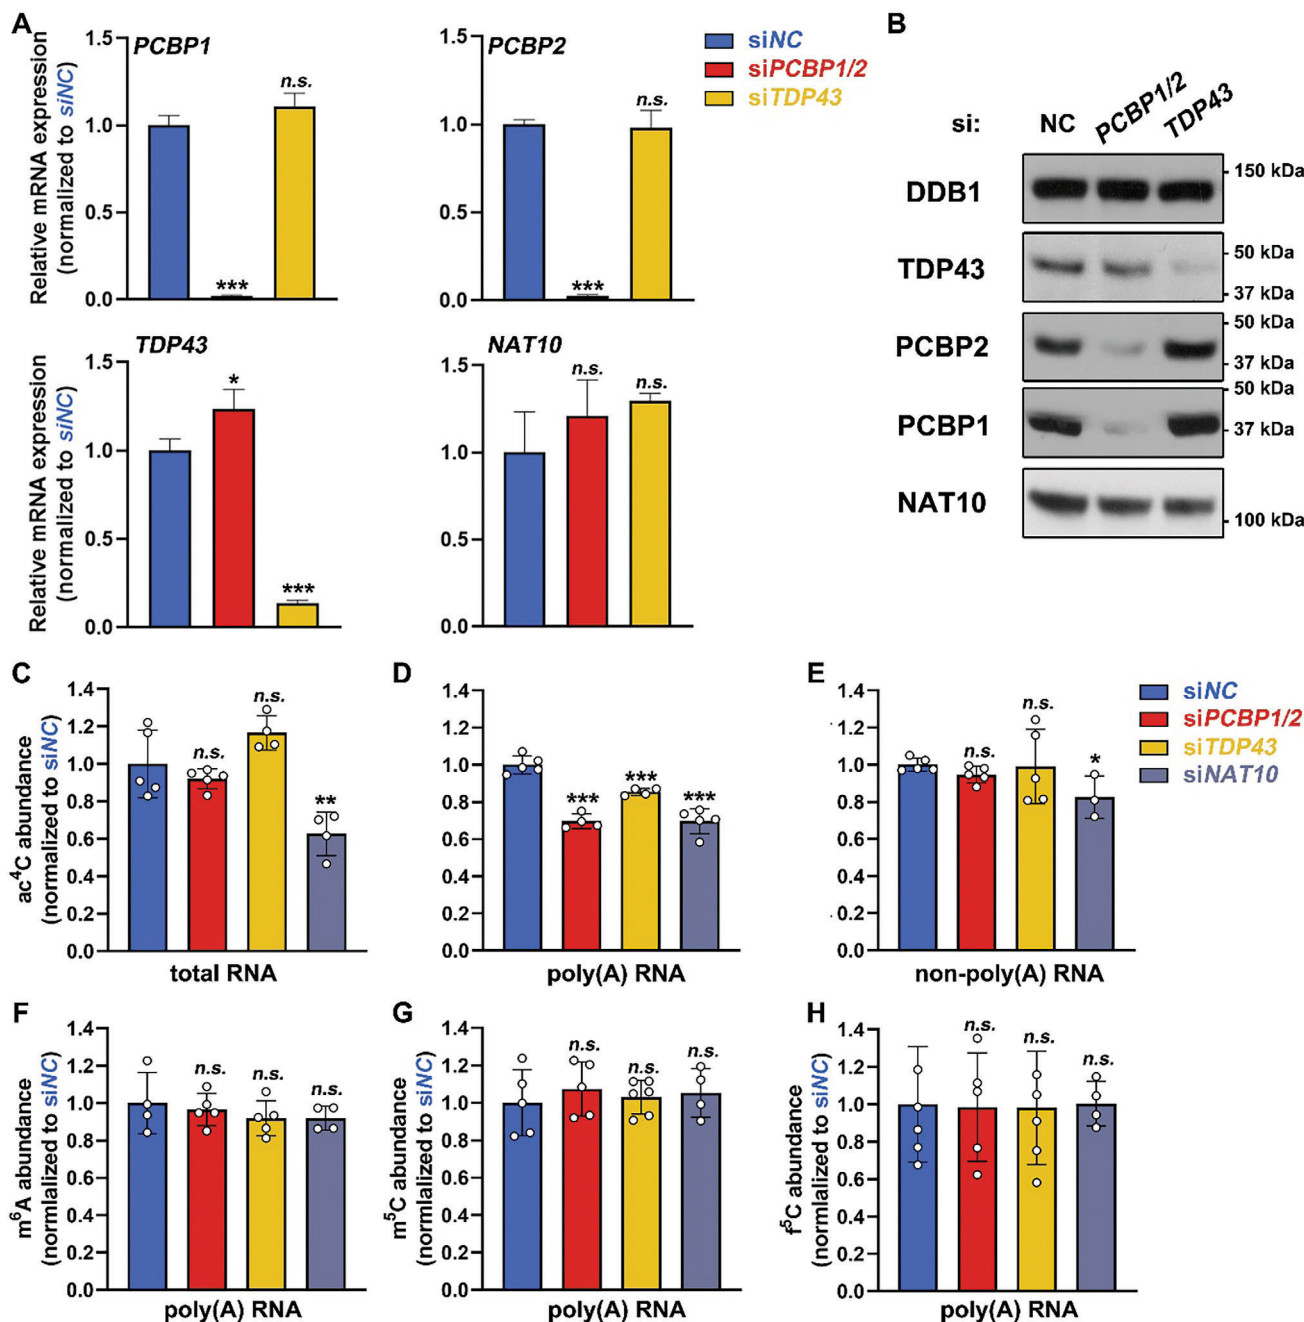 A
Relative mRNA expression
(normalized to siNC)
1.5
1.0
0.5
0.0
PCBP1
***
n.s.
1.5
1.0
0.5
0.0
PCBP2
***
n.s.
siNC
siPCBP1/2
siTDP43
Relative mRNA expression
(normalized to siNC)
1.5
1.0
0.5
0.0
TDP43
*
***
1.5
1.0
0.5
0.0
NAT10
n.s.
n.s.
B
si:
NC
PCBP1/2
TDP43
DDB1
150 kDa
TDP43
50 kDa
37 kDa
PCBP2
50 kDa
37 kDa
PCBP1
50 kDa
37 kDa
NAT10
100 kDa
C
ac4C abundance
(normalized to siNC)
1.4
1.2
1.0
0.8
0.6
0.4
0.2
0.0
n.s.
n.s.
**
total RNA
D
1.4
1.2
1.0
0.8
0.6
0.4
0.2
0.0
***
***
***
poly(A) RNA
E
1.4
1.2
1.0
0.8
0.6
0.4
0.2
0.0
n.s.
n.s.
*
non-poly(A) RNA
siNC
siPCBP1/2
siTDP43
siNAT10
F
m6A abundance
(normlalized to siNC)
1.4
1.2
1.0
0.8
0.6
0.4
0.2
0.0
n.s.
n.s.
n.s.
poly(A) RNA
G
m5C abundance
(normlalized to siNC)
1.4
1.2
1.0
0.8
0.6
0.4
0.2
0.0
n.s.
n.s.
n.s.
poly(A) RNA
H
f5C abundance
(normlalized to siNC)
1.4
1.2
1.0
0.8
0.6
0.4
0.2
0.0
n.s.
n.s.
n.s.
poly(A) RNA